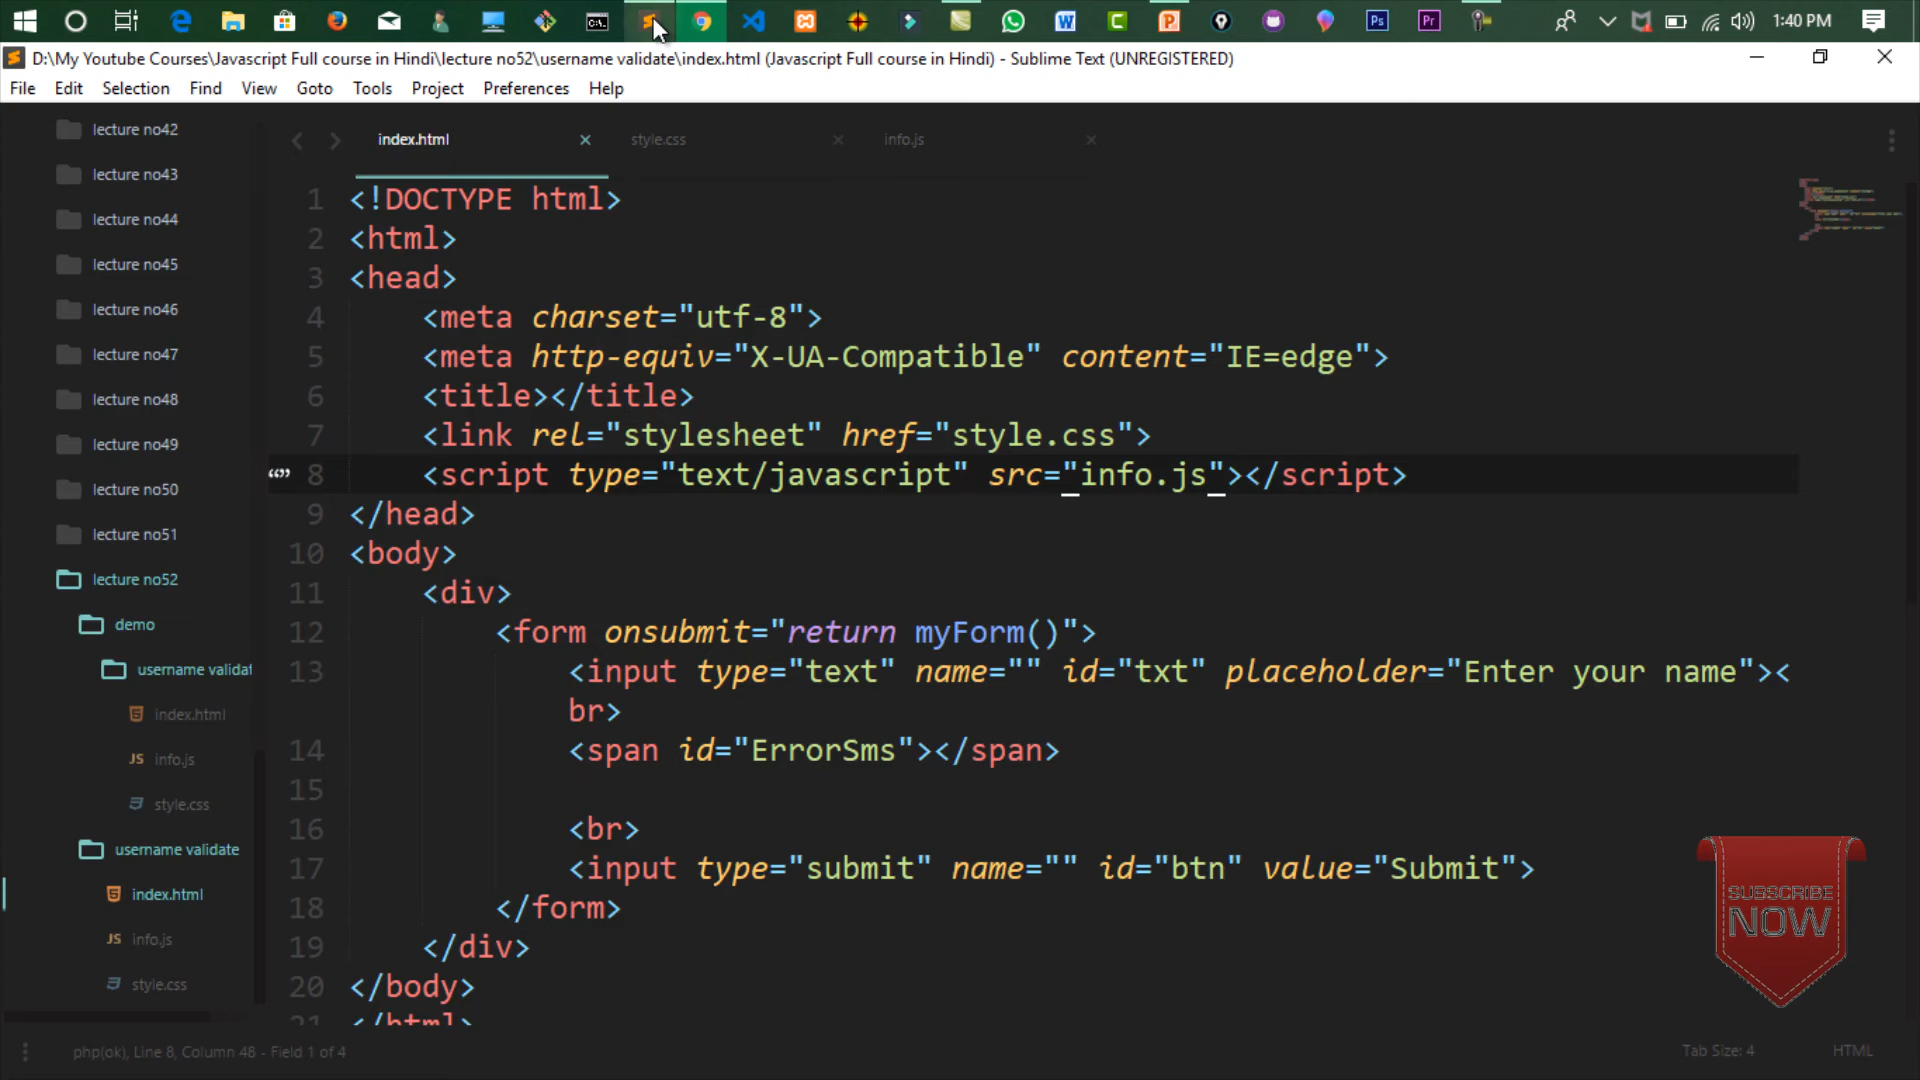 1:40 PM
D:\My Youtube Courses\Javascript Full course in Hindi\lecture no52\username validate\index.html (Javascript Full course in Hindi) - Sublime Text (UNREGISTERED)
File Edit Selection Find View Goto Tools Project Preferences Help
lecture no42
lecture no43
lecture no44
lecture no45
lecture no46
lecture no47
lecture no48
lecture no49
lecture no50
lecture no51
lecture no52
demo
username validat
index.html
JS info.js
style.css
username validate
index.html
JS info.js
style.css
index.html style.css info.js
1 <!DOCTYPE html>
2 <html>
3 <head>
4 <meta charset="utf-8">
5 <meta http-equiv="X-UA-Compatible" content="IE=edge">
6 <title></title>
7 <link rel="stylesheet" href="style.css">
8 <script type="text/javascript" src="info.js"></script>
9 </head>
10 <body>
11 <div>
12 <form onsubmit="return myForm()">
13 <input type="text" name="" id="txt" placeholder="Enter your name"><
br>
14 <span id="ErrorSms"></span>
15
16 <br>
17 <input type="submit" name="" id="btn" value="Submit">
18 </form>
19 </div>
20 </body>
21 </html>
SUBSCRIBE
NOW
php(ok), Line 8, Column 48 - Field 1 of 4
Tab Size: 4 HTML